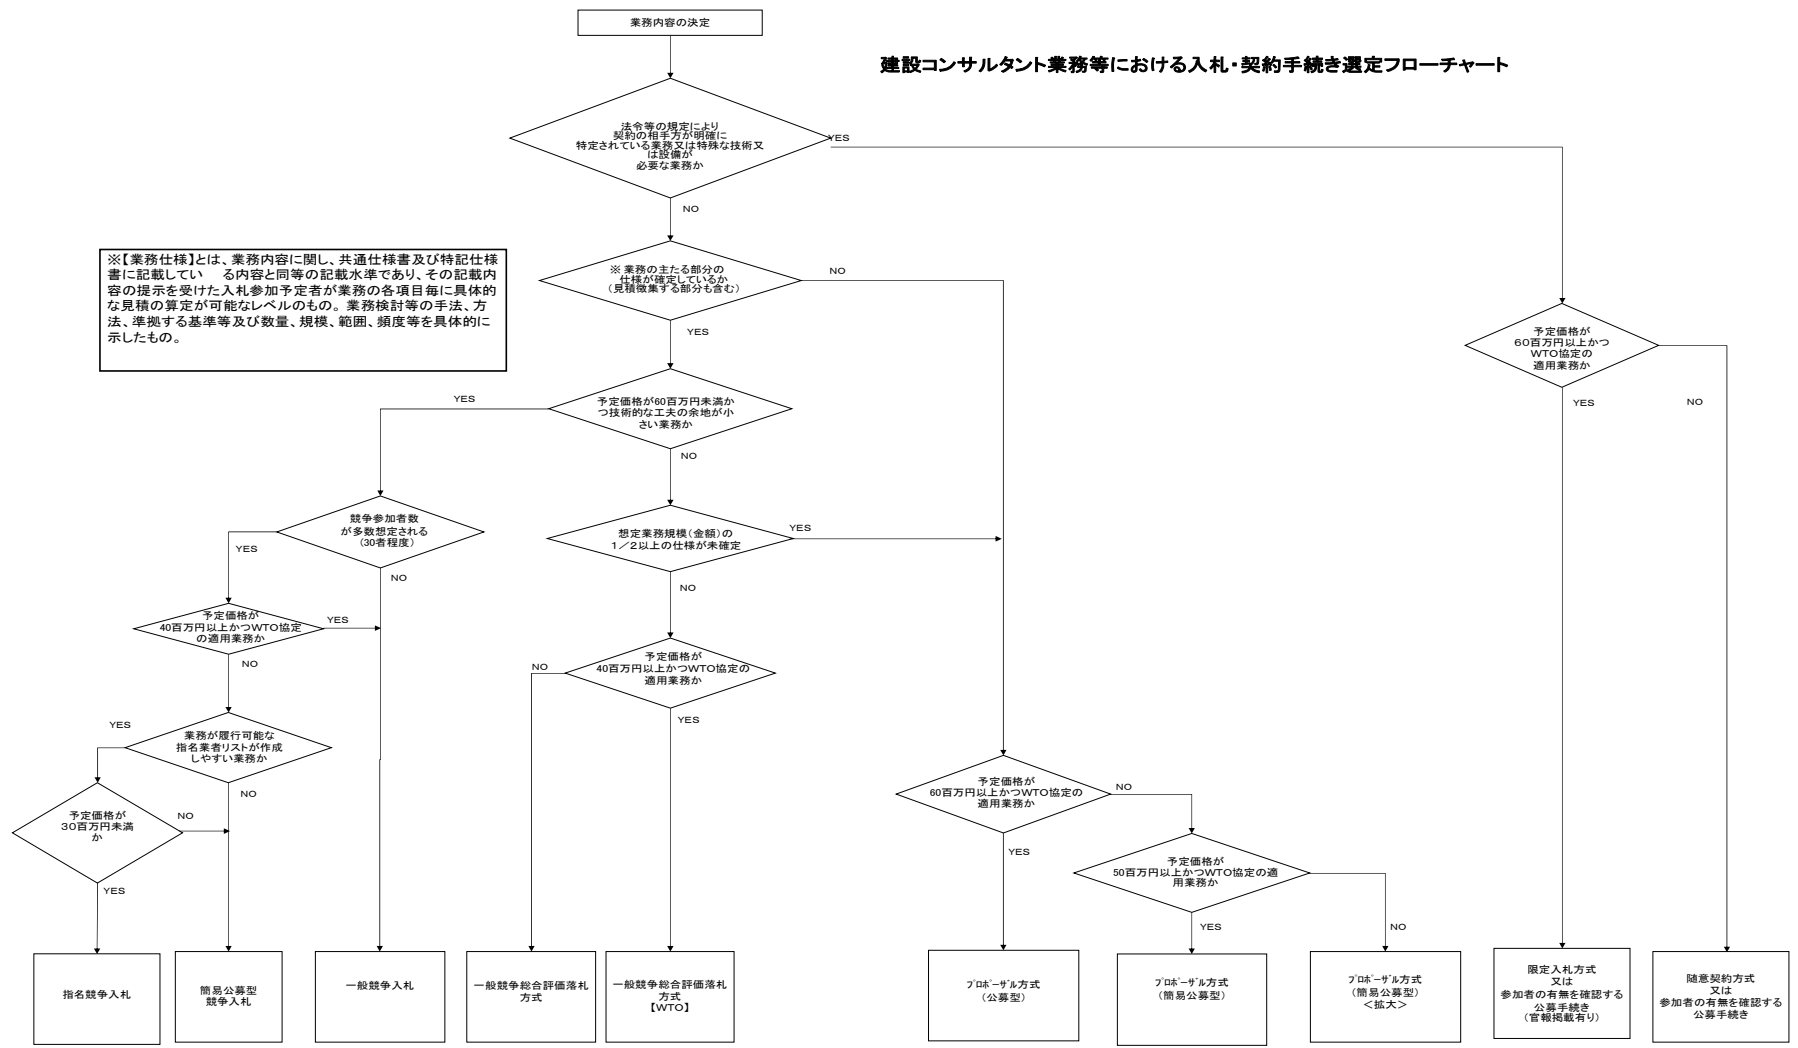 業務内容の決定
建設コンサルタント業務等における入札・契約手続き選定フローチャート
法令等の規定により
契約の相手方が明確に
特定されている業務又は特殊な技術又
は設備が
必要な業務か
YES
NO
※業務の主たる部分の
仕様が確定しているか
（見積徴集する部分も含む）
NO
YES
※【業務仕様】とは、業務内容に関し、共通仕様書及び特記仕様
書に記載してい　る内容と同等の記載水準であり、その記載内
容の提示を受けた入札参加予定者が業務の各項目毎に具体的
な見積の算定が可能なレベルのもの。業務検討等の手法、方
法、準拠する基準等及び数量、規模、範囲、頻度等を具体的に
示したもの。
予定価格が
60百万円以上かつ
WTO協定の
適用業務か
YES
NO
予定価格が60百万円未満か
つ技術的な工夫の余地が小
さい業務か
YES
NO
競争参加者数
が多数想定される
（30者程度）
YES
NO
想定業務規模（金額）の
１／２以上の仕様が未確定
YES
NO
予定価格が
40百万円以上かつWTO協定
の適用業務か
YES
NO
予定価格が
40百万円以上かつWTO協定の
適用業務か
NO
YES
業務が履行可能な
指名業者リストが作成
しやすい業務か
YES
NO
予定価格が
３０百万円未満
か
NO
YES
予定価格が
60百万円以上かつWTO協定の
適用業務か
NO
YES
予定価格が
50百万円以上かつWTO協定の適
用業務か
YES
NO
指名競争入札
簡易公募型
競争入札
一般競争入札
一般競争総合評価落札
方式
一般競争総合評価落札
方式
【WTO】
ﾌﾟﾛﾎﾟｰｻﾞﾙ方式
（公募型）
ﾌﾟﾛﾎﾟｰｻﾞﾙ方式
（簡易公募型）
ﾌﾟﾛﾎﾟｰｻﾞﾙ方式
（簡易公募型）
＜拡大＞
限定入札方式
又は
参加者の有無を確認する
公募手続き
（官報掲載有り）
随意契約方式
又は
参加者の有無を確認する
公募手続き